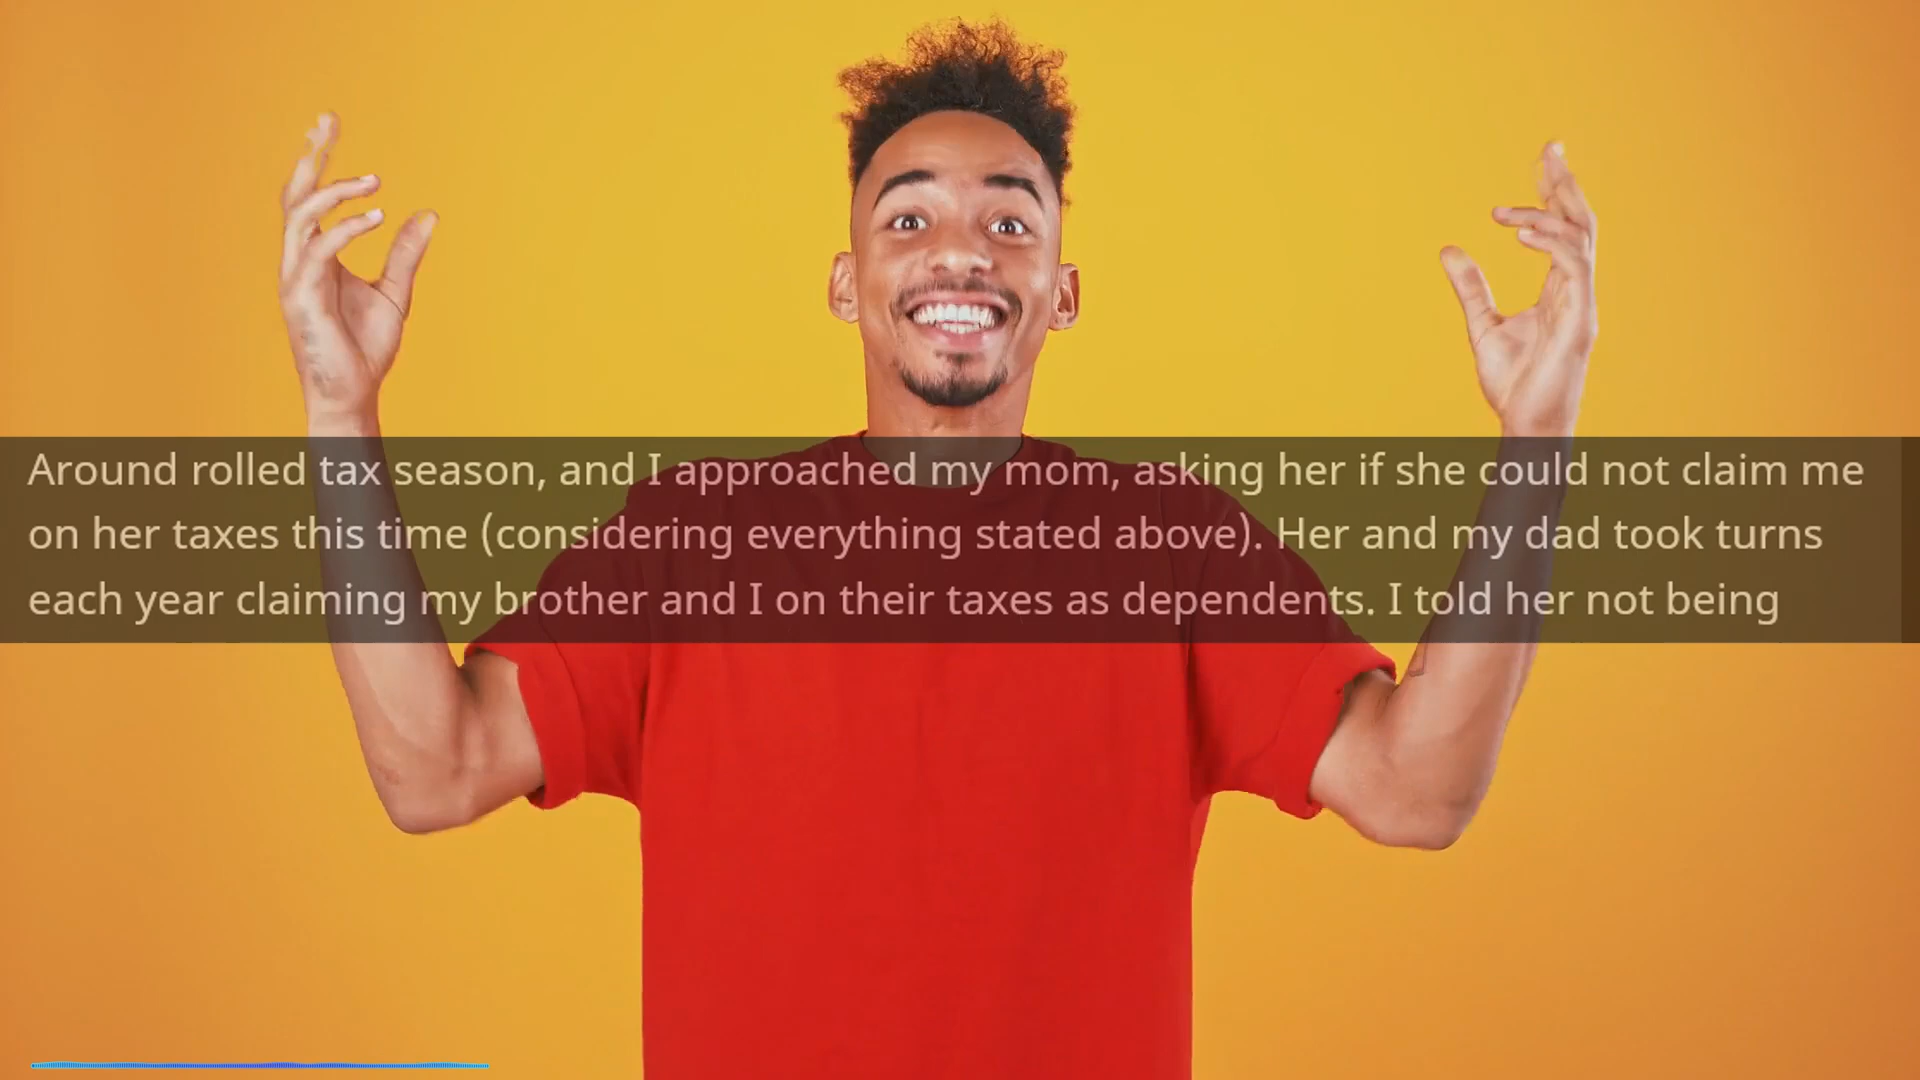 Around rolled tax season, and I approached my mom, asking her if she could not claim me
on her taxes this time (considering everything stated above). Her and my dad took turns
each year claiming my brother and I on their taxes as dependents. I told her not being